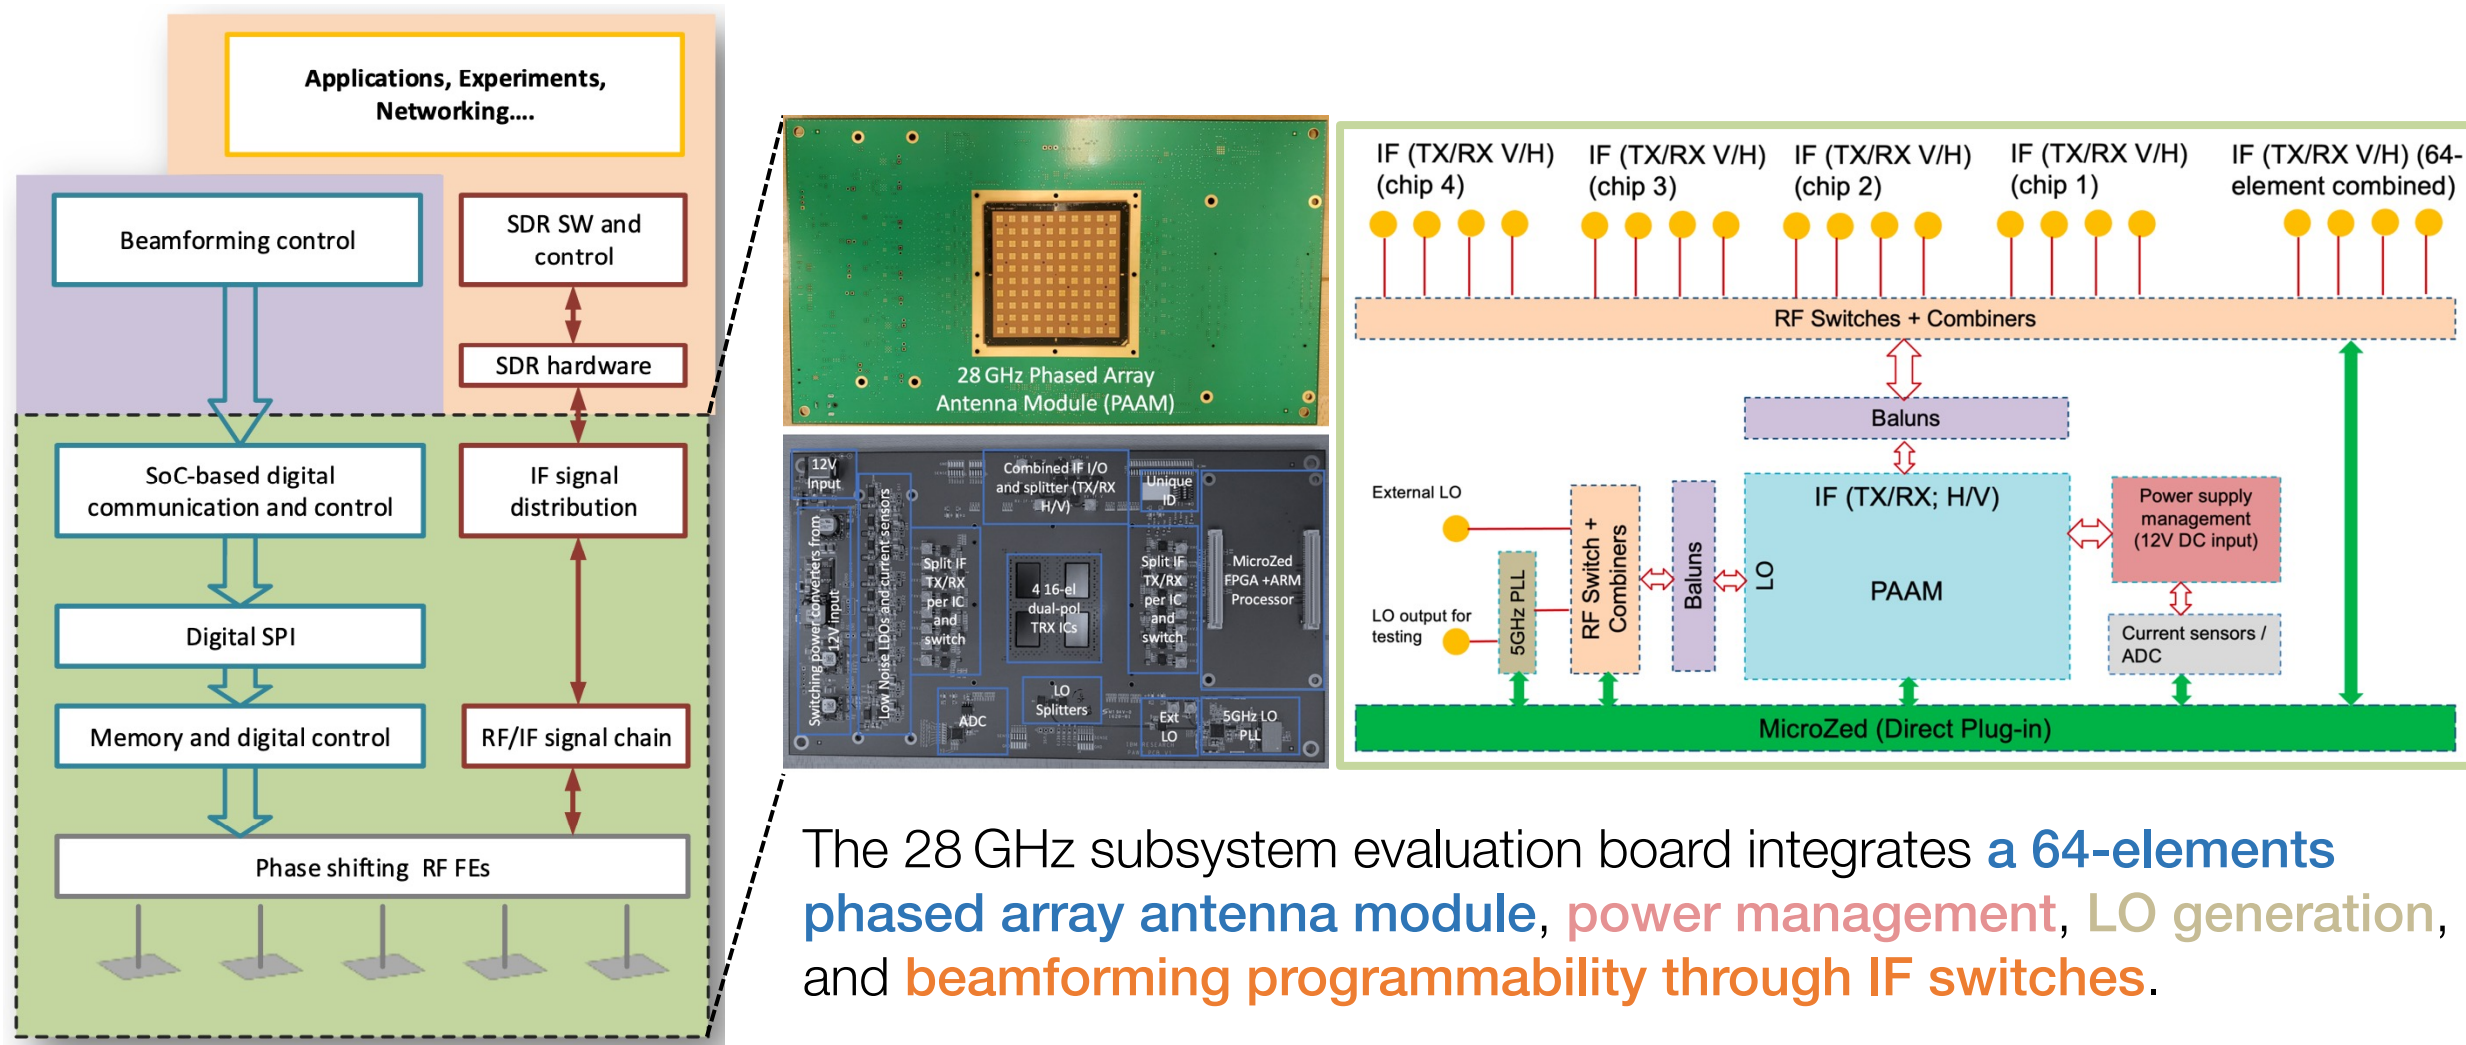 Applications, Experiments,
Networking....
Beamforming control
SDR SW and
control
SDR hardware
SoC-based digital
communication and control
IF signal
distribution
Digital SPI
Memory and digital control
RF/IF signal chain
Phase shifting RF FEs
28 GHz Phased Array
Antenna Module (PAAM)
12V
Input
Combined IF I/O
and splitter (TX/RX
H/V)
Unique
ID
Switching power converters from
12V input
Low Noise LDOs and current sensors
Split IF
TX/RX
per IC
and
switch
4 16-el
dual-pol
TRX ICs
Split IF
TX/RX
per IC
and
switch
MicroZed
FPGA +ARM
Processor
ADC
LO
Splitters
Ext
LO
5GHz LO
PLL
IBM RESEARCH
IF (TX/RX V/H)
(chip 4)
IF (TX/RX V/H)
(chip 3)
IF (TX/RX V/H)
(chip 2)
IF (TX/RX V/H)
(chip 1)
IF (TX/RX V/H) (64-
element combined)
RF Switches + Combiners
Baluns
External LO
LO output for
testing
5GHz PLL
RF Switch +
Combiners
Baluns
LO
IF (TX/RX; H/V)
PAAM
Power supply
management
(12V DC input)
Current sensors /
ADC
MicroZed (Direct Plug-in)
The 28 GHz subsystem evaluation board integrates a 64-elements
phased array antenna module, power management, LO generation,
and beamforming programmability through IF switches.